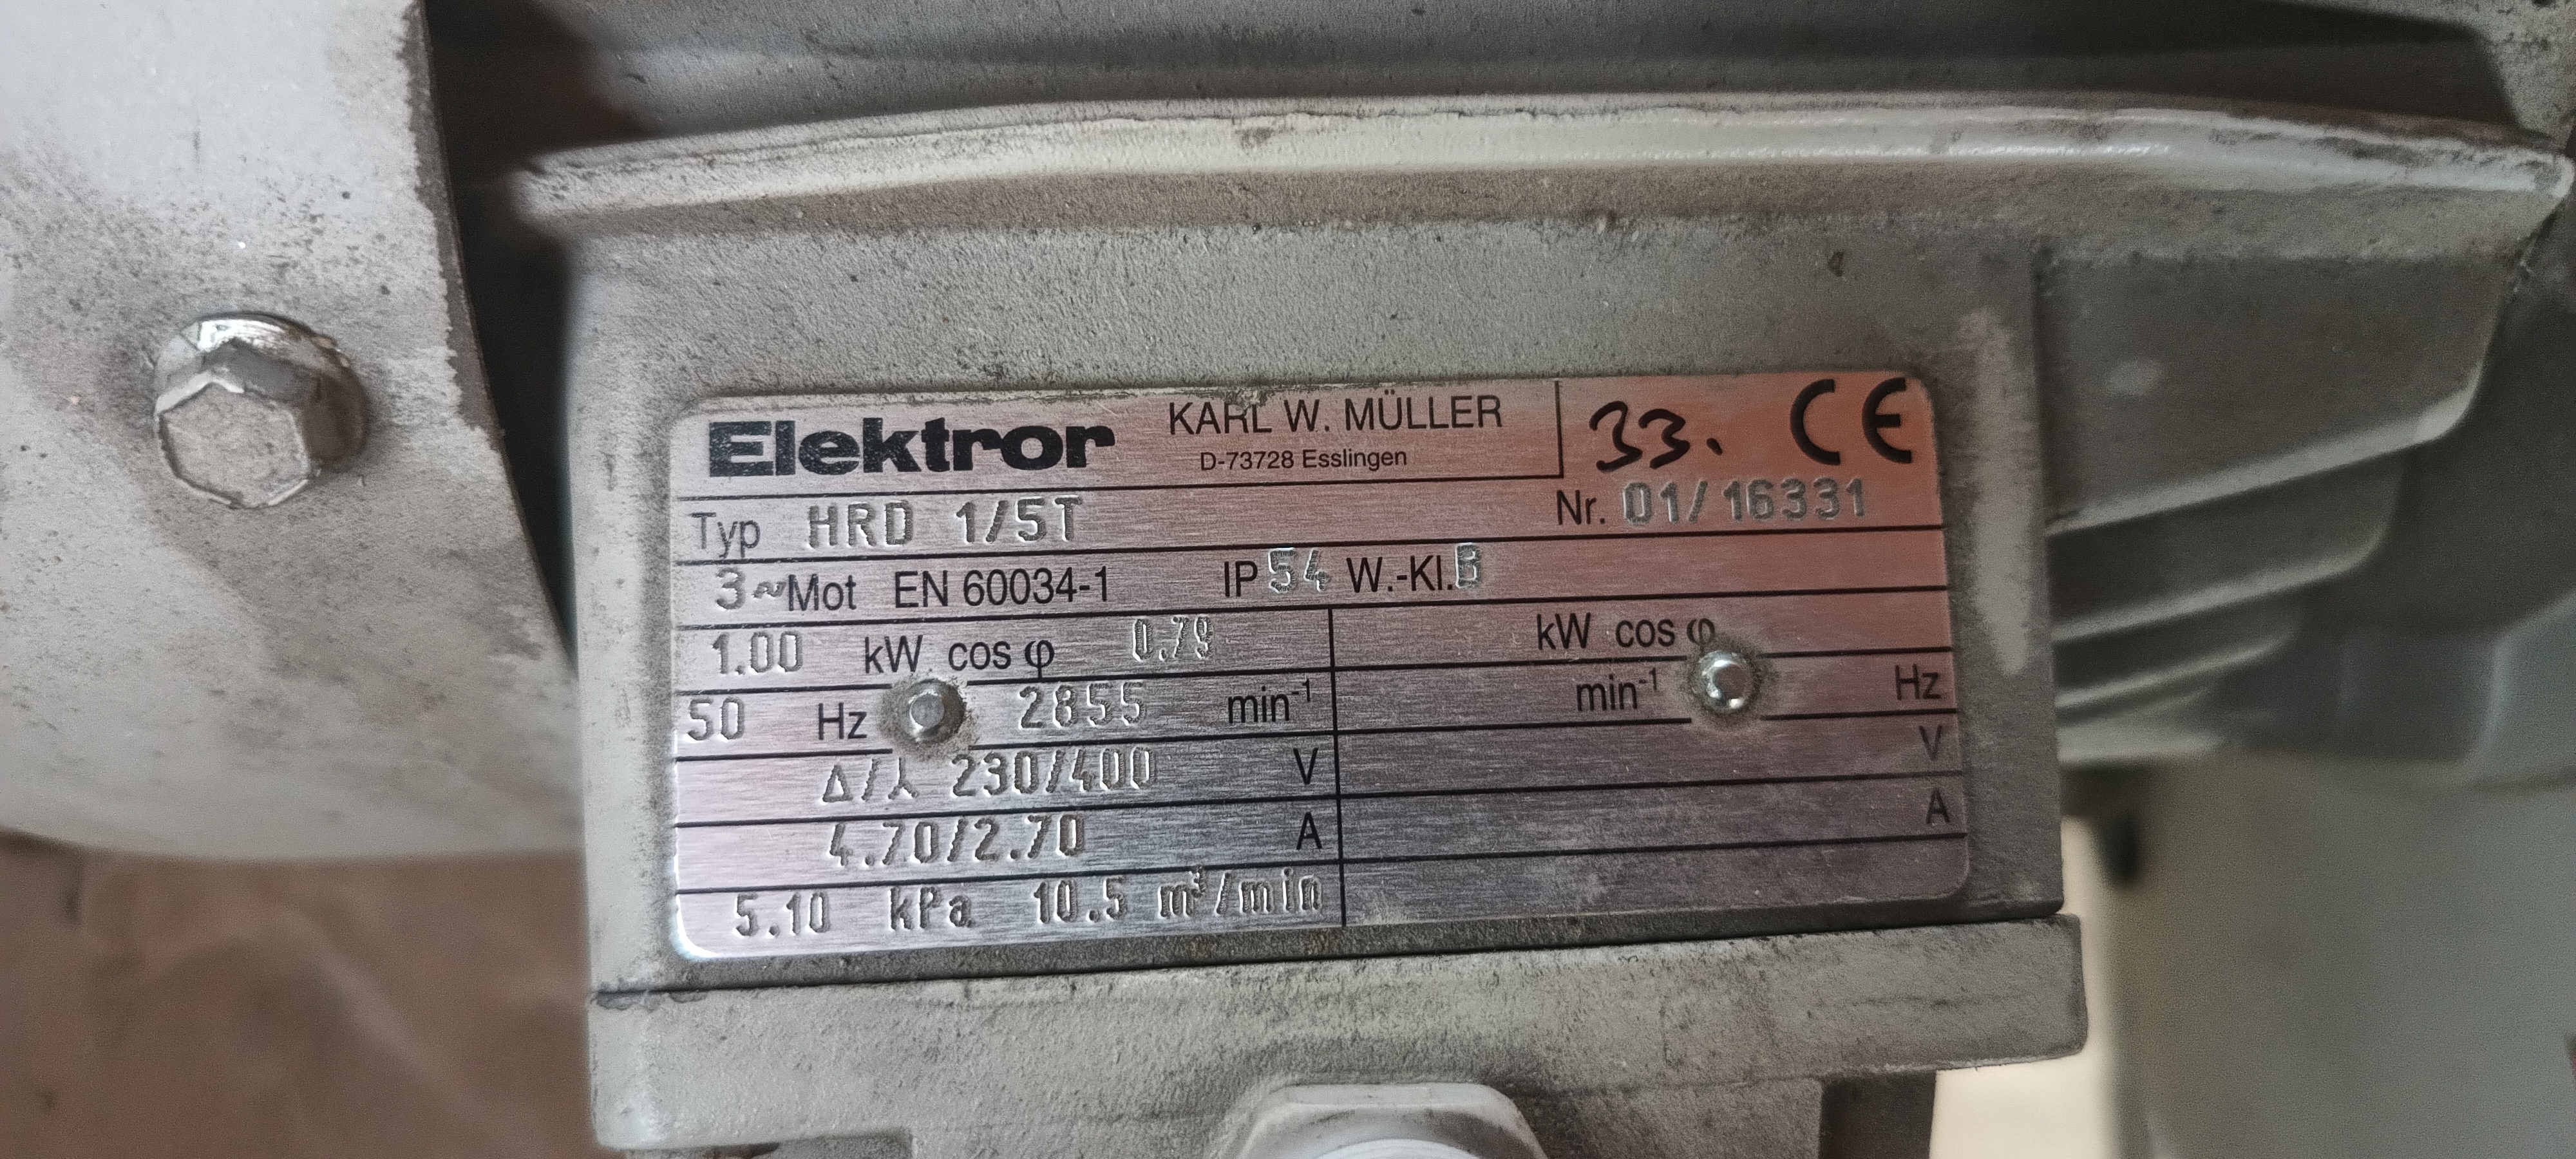 Elektror KARL W. MÜLLER 33. CE
D-73728 Esslingen
Typ HRD 1/5T Nr. 01/16331
3~Mot EN 60034-1 IP 54 W.-Kl. B
1.00 kW cos φ 0.79 kW cos φ
50 Hz 2855 min⁻¹ min⁻¹ Hz
Δ/⅄ 230/400 V V
4.70/2.70 A A
5.10 kPa 10.5 m³/min